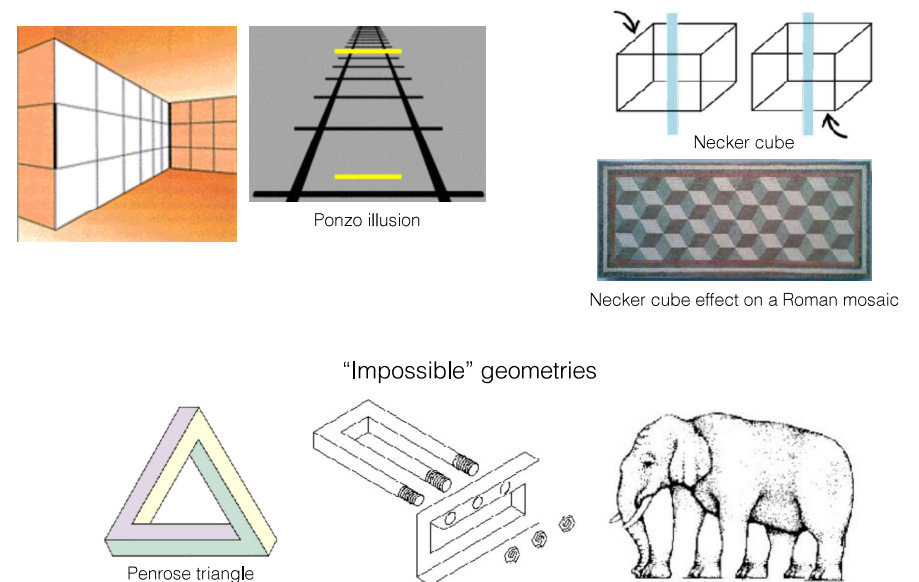 Necker cube
Ponzo illusion
Necker cube effect on a Roman mosaic
“Impossible” geometries
Penrose triangle